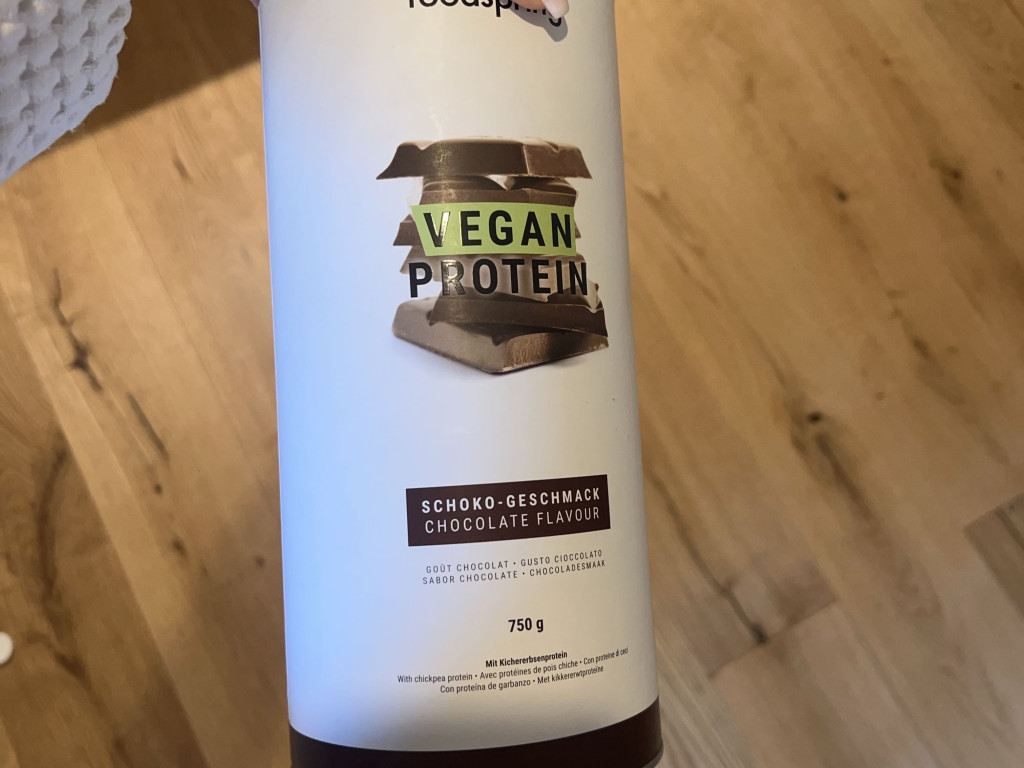 foodspring
VEGAN
PROTEIN
SCHOKO-GESCHMACK
CHOCOLATE FLAVOUR
GOÛT CHOCOLAT • GUSTO CIOCCOLATO
SABOR CHOCOLATE • CHOCOLADESMAAK
750 g
Mit Kichererbsenprotein
With chickpea protein • Avec protéines de pois chiche • Con proteine di ceci
Con proteína de garbanzo • Met kikkererwtproteïne